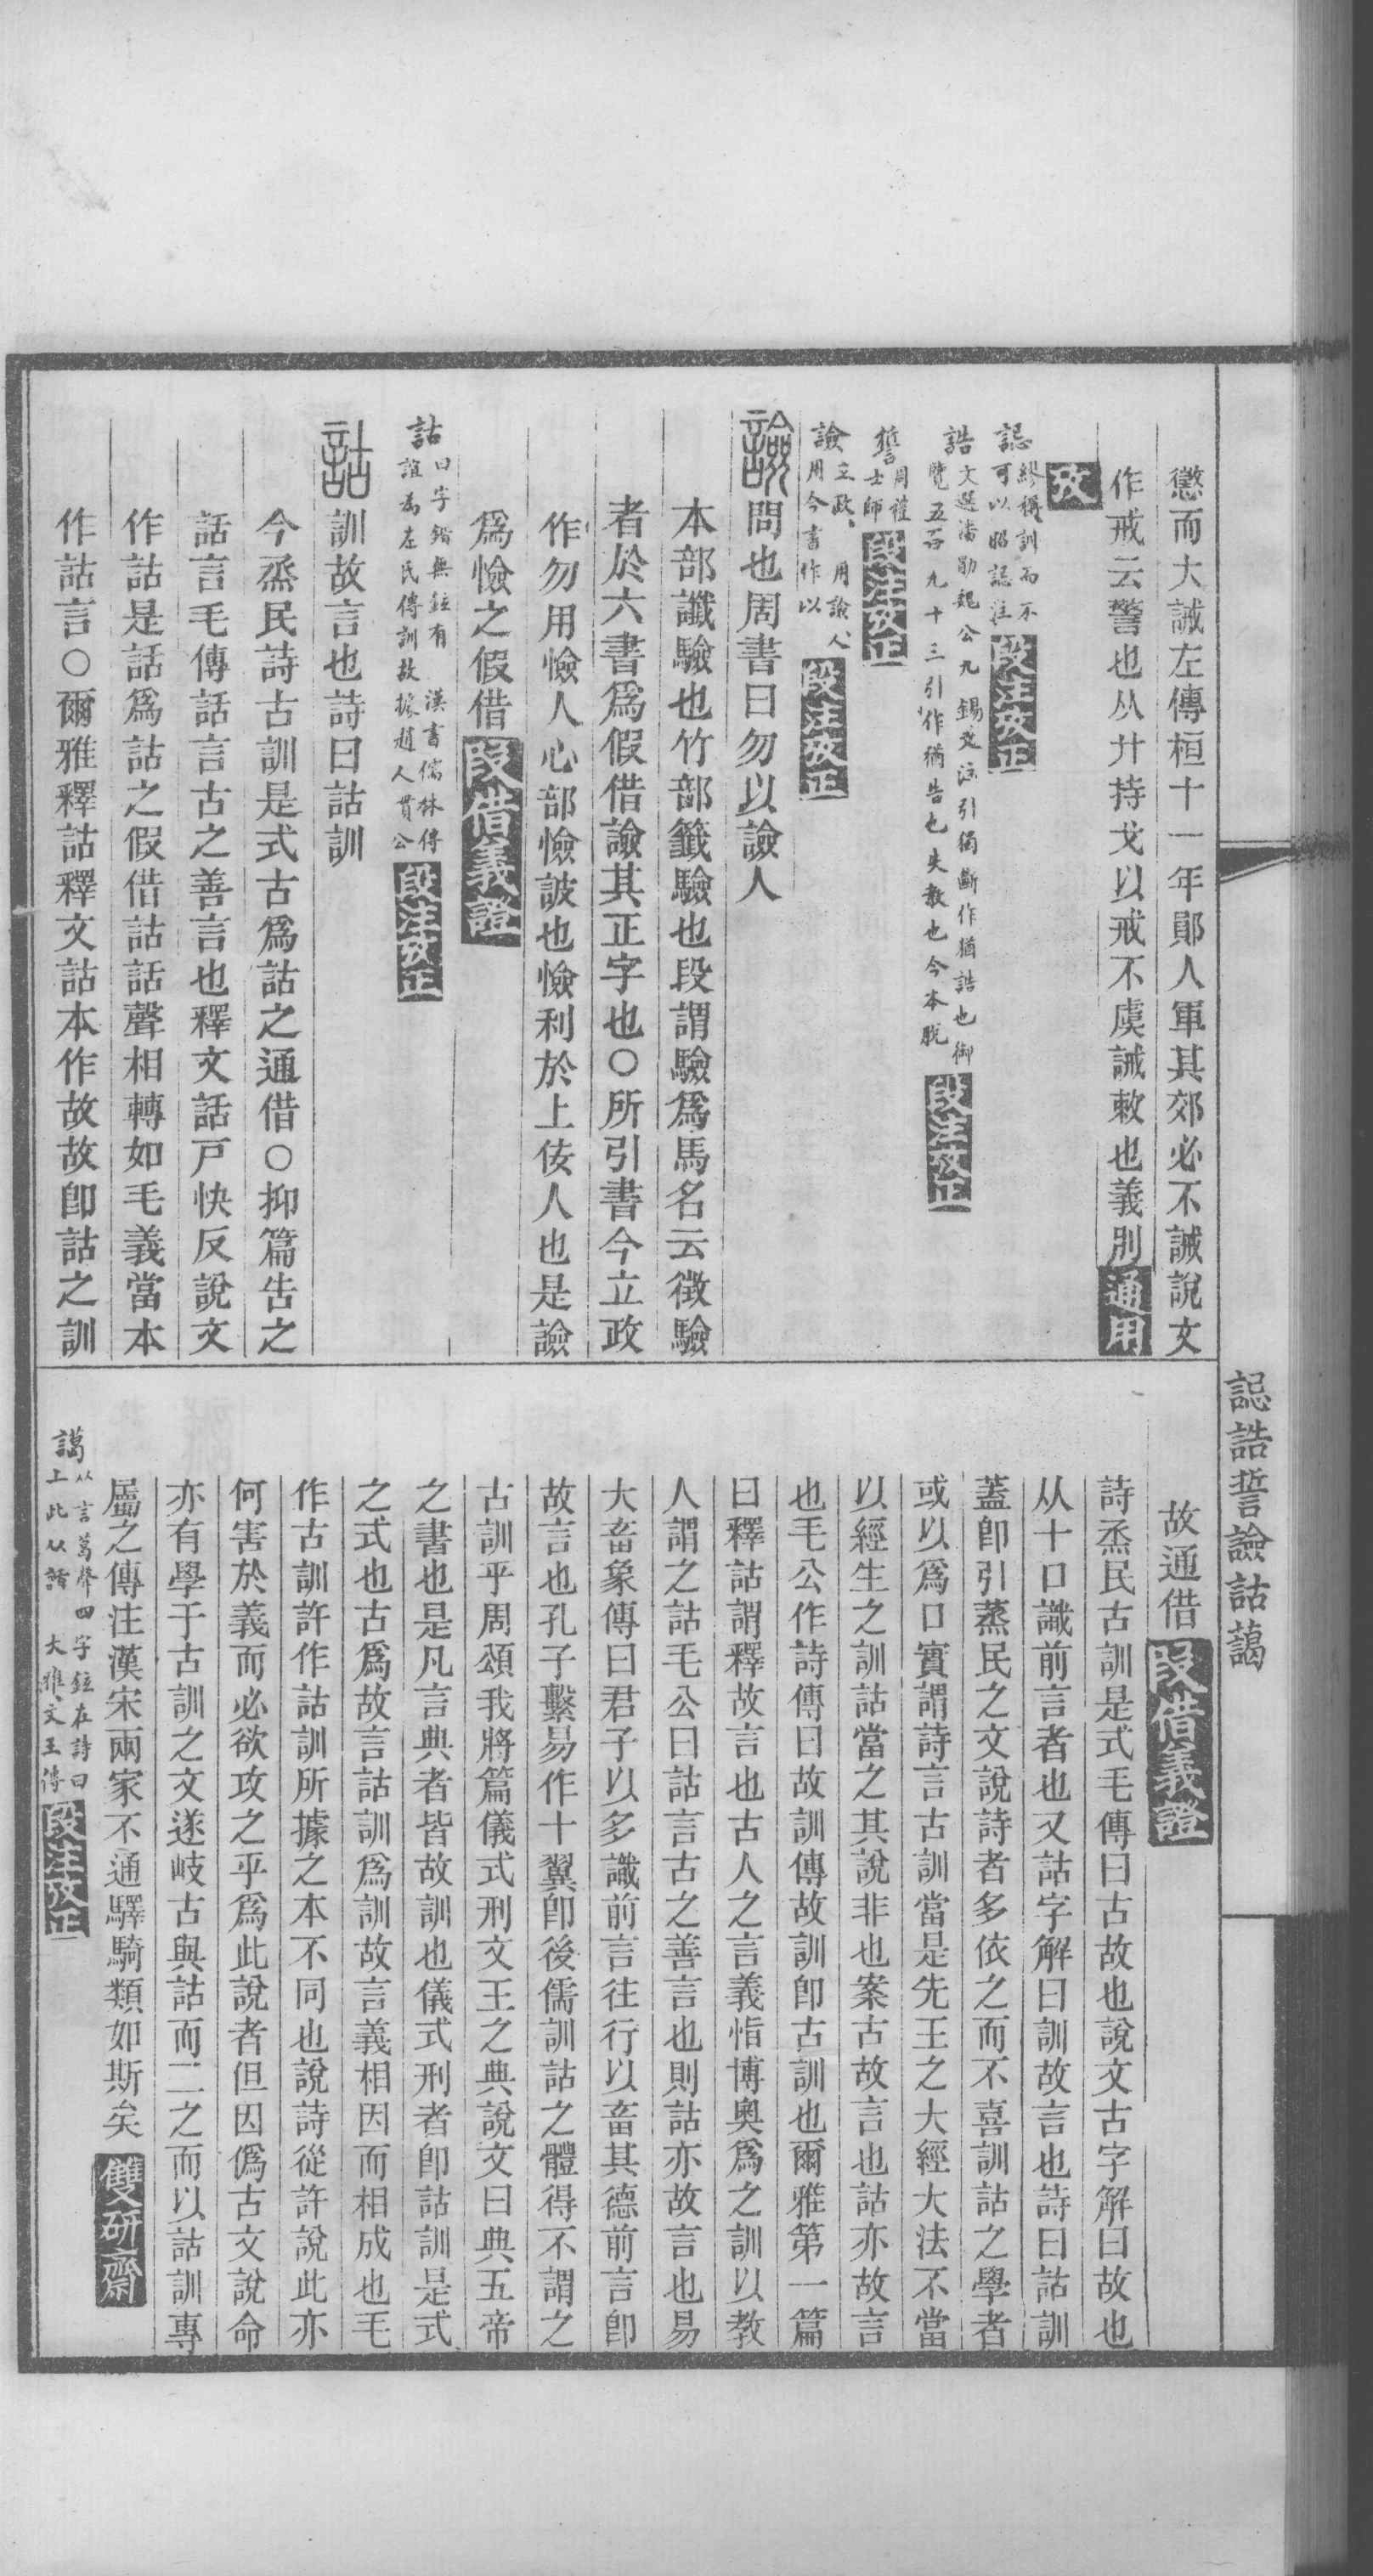 懲而大誡左傳桓十一年鄖人軍其郊必不誡說文
作戒云警也从廾持戈以戒不虞誡敕也義別通用
攷
誋繆稱訓而不
可以昭誋注段注攷正
誥文選潘勖魏公九錫文注引獨斷作猶誥也御
覽五百九十三引作猶告也失教也今本脫段注攷正
誓周禮
士師段注攷正
譣立政用譣人
用今書作以段注攷正
譣問也周書曰勿以譣人
本部讖驗也竹部籤驗也段謂驗爲馬名云徵驗
者於六書爲假借譣其正字也○所引書今立政
作勿用憸人心部憸詖也憸利於上佞人也是譣
爲憸之假借段借義證
詁曰字鍇無鉉有漢書儒林傳
誼爲左氏傳訓故據趙人貫公段注攷正
詁訓故言也詩曰詁訓
今烝民詩古訓是式古爲詁之通借○抑篇告之
話言毛傳話言古之善言也釋文話戸快反說文
作詁是話爲詁之假借詁話聲相轉如毛義當本
作詁言○爾雅釋詁釋文詁本作故故卽詁之訓
誋誥誓譣詁藹
故通借段借義證
詩烝民古訓是式毛傳曰古故也說文古字解曰故也
从十口識前言者也又詁字解曰訓故言也詩曰詁訓
蓋卽引蒸民之文說詩者多依之而不喜訓詁之學者
或以爲口實謂詩言古訓當是先王之大經大法不當
以經生之訓詁當之其說非也案古故言也詁亦故言
也毛公作詩傳曰故訓傳故訓卽古訓也爾雅第一篇
曰釋詁謂釋故言也古人之言義恉博奧爲之訓以教
人謂之詁毛公曰詁言古之善言也則詁亦故言也易
大畜象傳曰君子以多識前言往行以畜其德前言卽
故言也孔子繫易作十翼卽後儒訓詁之體得不謂之
古訓乎周頌我將篇儀式刑文王之典說文曰典五帝
之書也是凡言典者皆故訓也儀式刑者卽詁訓是式
之式也古爲故言詁訓爲訓故言義相因而相成也毛
作古訓許作詁訓所據之本不同也說詩從許說此亦
何害於義而必欲攻之乎爲此說者但因僞古文說命
亦有學于古訓之文遂岐古與詁而二之而以詁訓專
屬之傳注漢宋兩家不通驛騎類如斯矣雙研齋
藹从言葛聲四字鉉在詩曰
上此从鍇大雅文王傳段注攷正